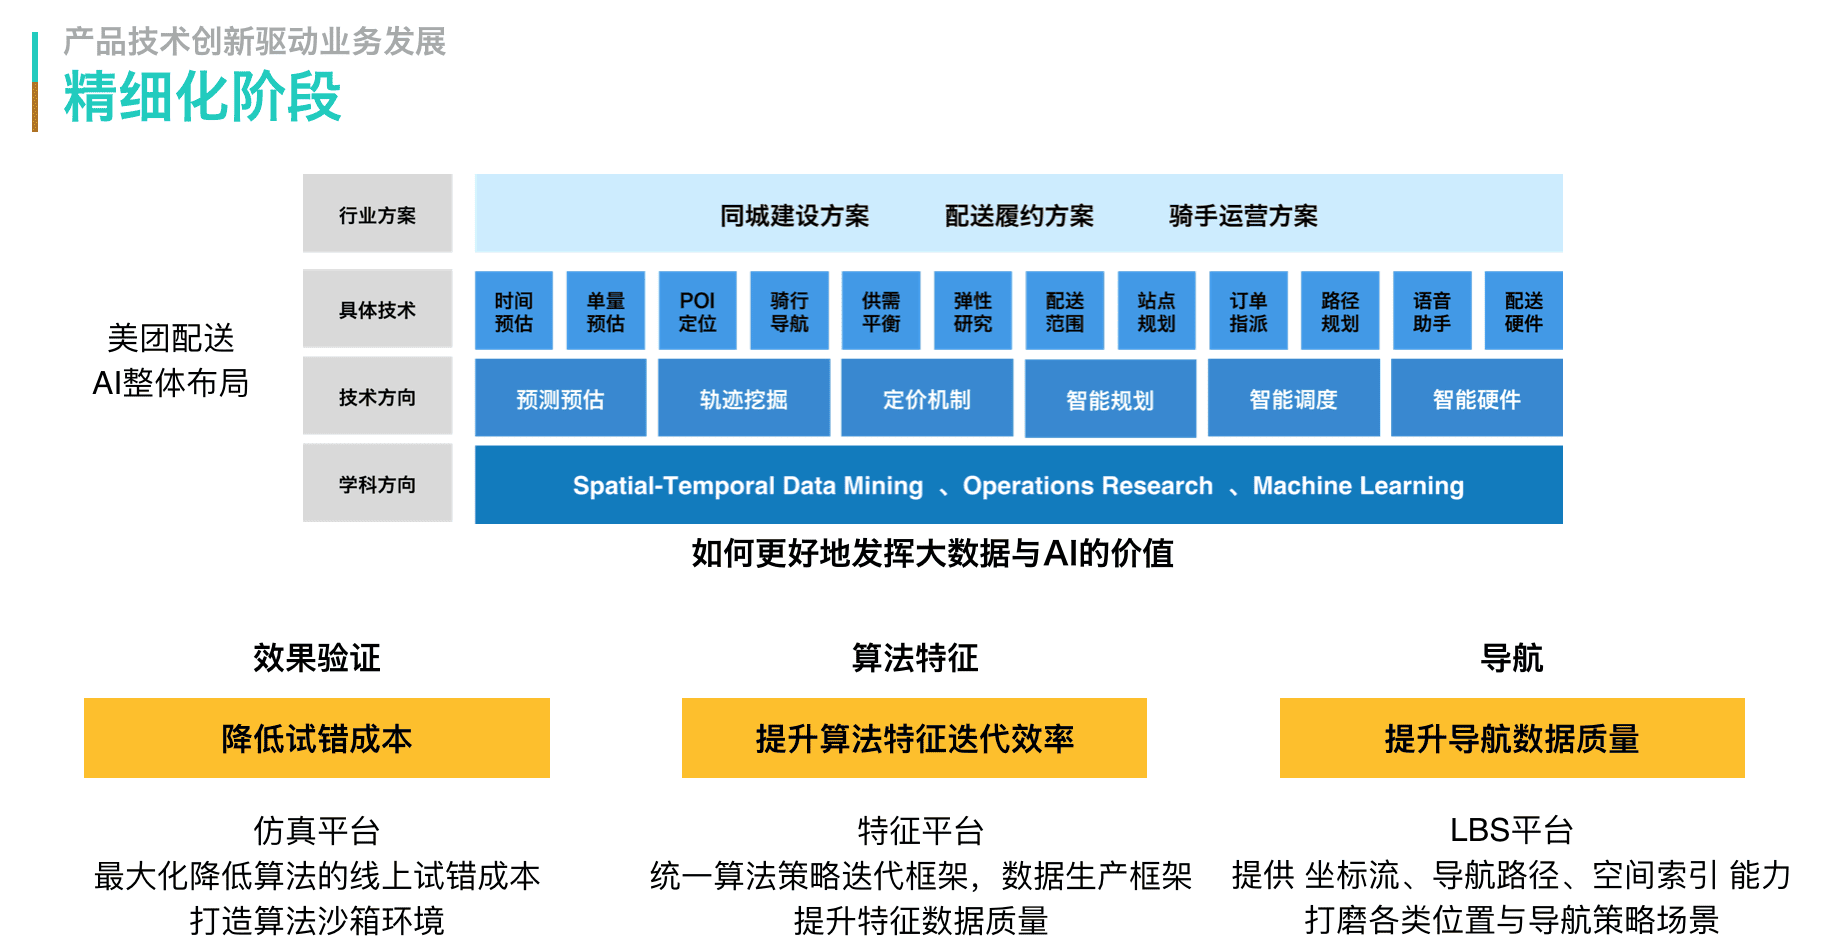 产品技术创新驱动业务发展
精细化阶段
美团配送
AI整体布局
行业方案
同城建设方案 配送履约方案 骑手运营方案
具体技术
时间
预估
单量
预估
POI
定位
骑行
导航
供需
平衡
弹性
研究
配送
范围
站点
规划
订单
指派
路径
规划
语音
助手
配送
硬件
技术方向
预测预估
轨迹挖掘
定价机制
智能规划
智能调度
智能硬件
学科方向
Spatial-Temporal Data Mining 、Operations Research 、Machine Learning
如何更好地发挥大数据与AI的价值
效果验证
降低试错成本
仿真平台
最大化降低算法的线上试错成本
打造算法沙箱环境
算法特征
提升算法特征迭代效率
特征平台
统一算法策略迭代框架，数据生产框架
提升特征数据质量
导航
提升导航数据质量
LBS平台
提供 坐标流、导航路径、空间索引 能力
打磨各类位置与导航策略场景